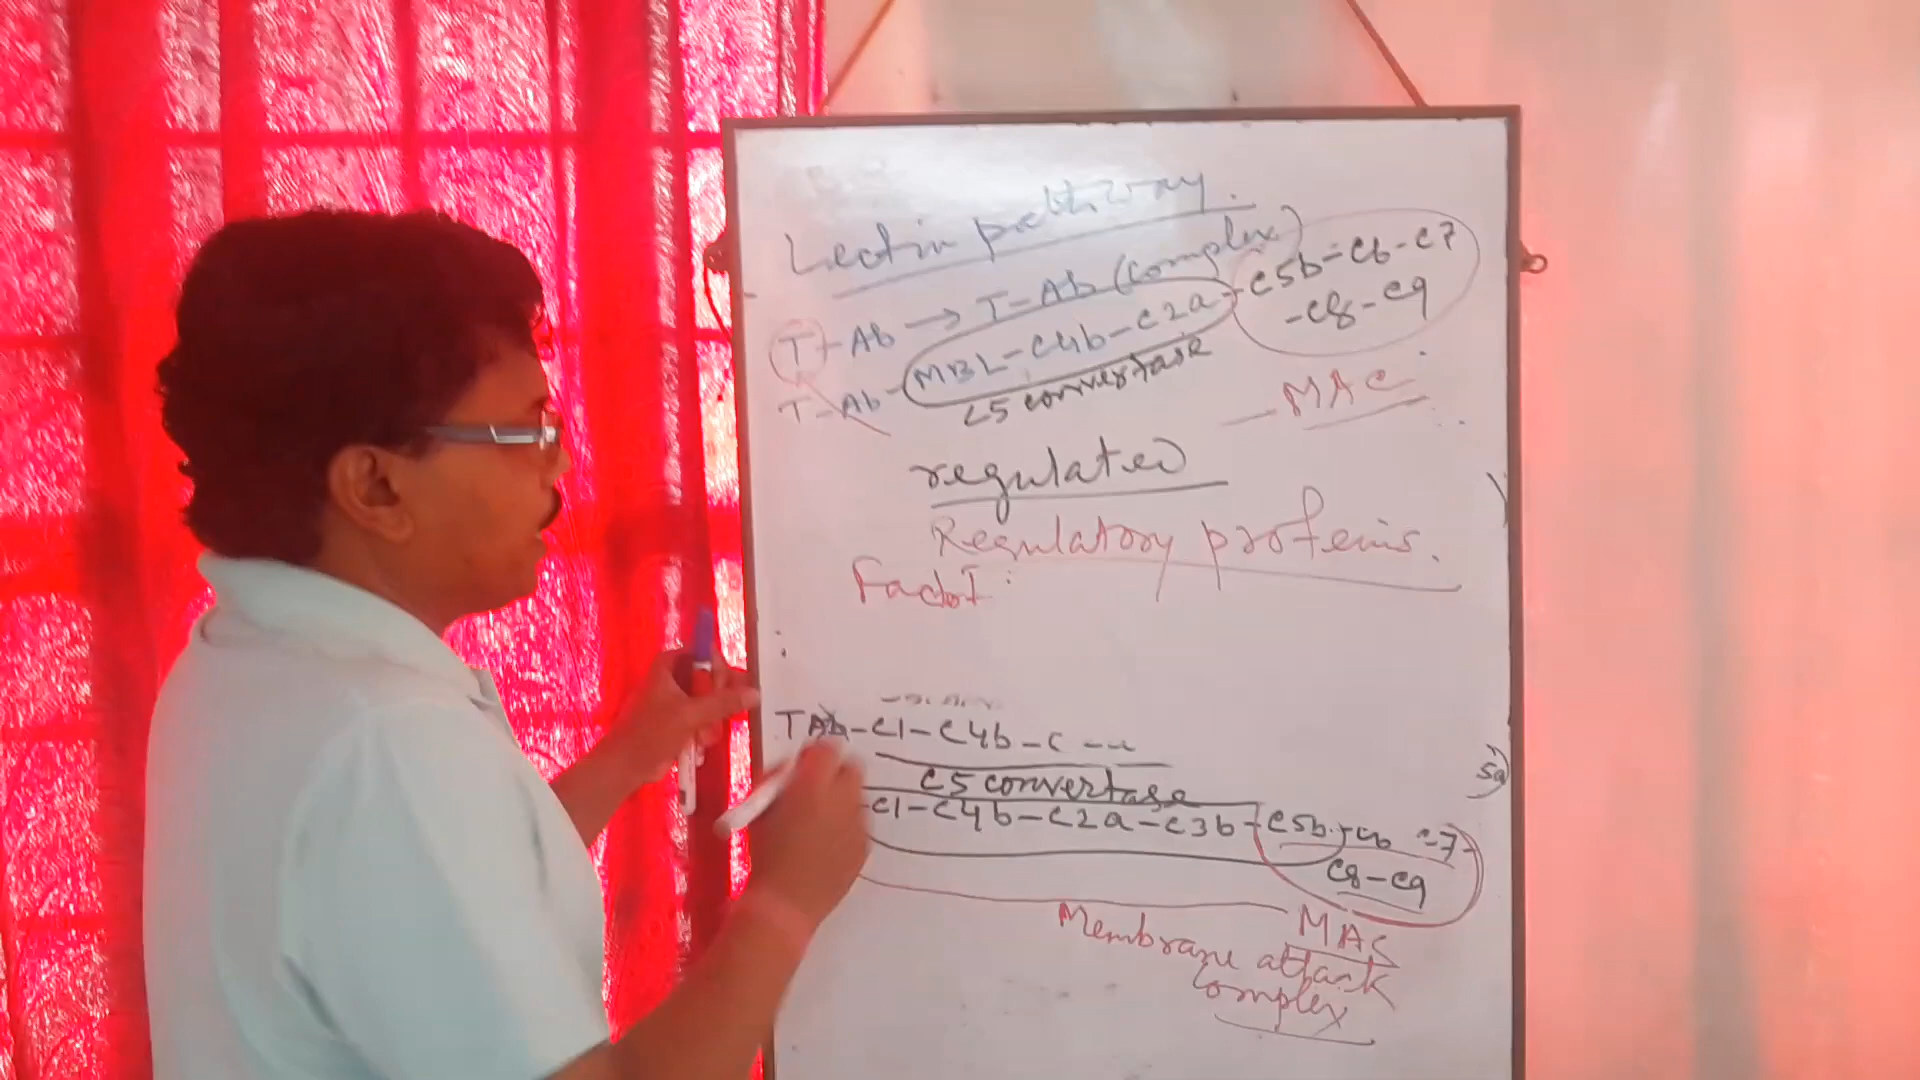 Lectin pathway.
T+Ab → T-Ab (complex)
T-Ab-MBL-C4b-C2a-C5b-C6-C7
-C8-C9
C5 convertase
MAC
regulated
Regulatory proteins.
Factor I:
TAb-C1-C4b-C
C5 convertase
-C1-C4b-C2a-C3b-C5b-C6-C7-
C8-C9
5a
MAC
Membrane attack
Complex